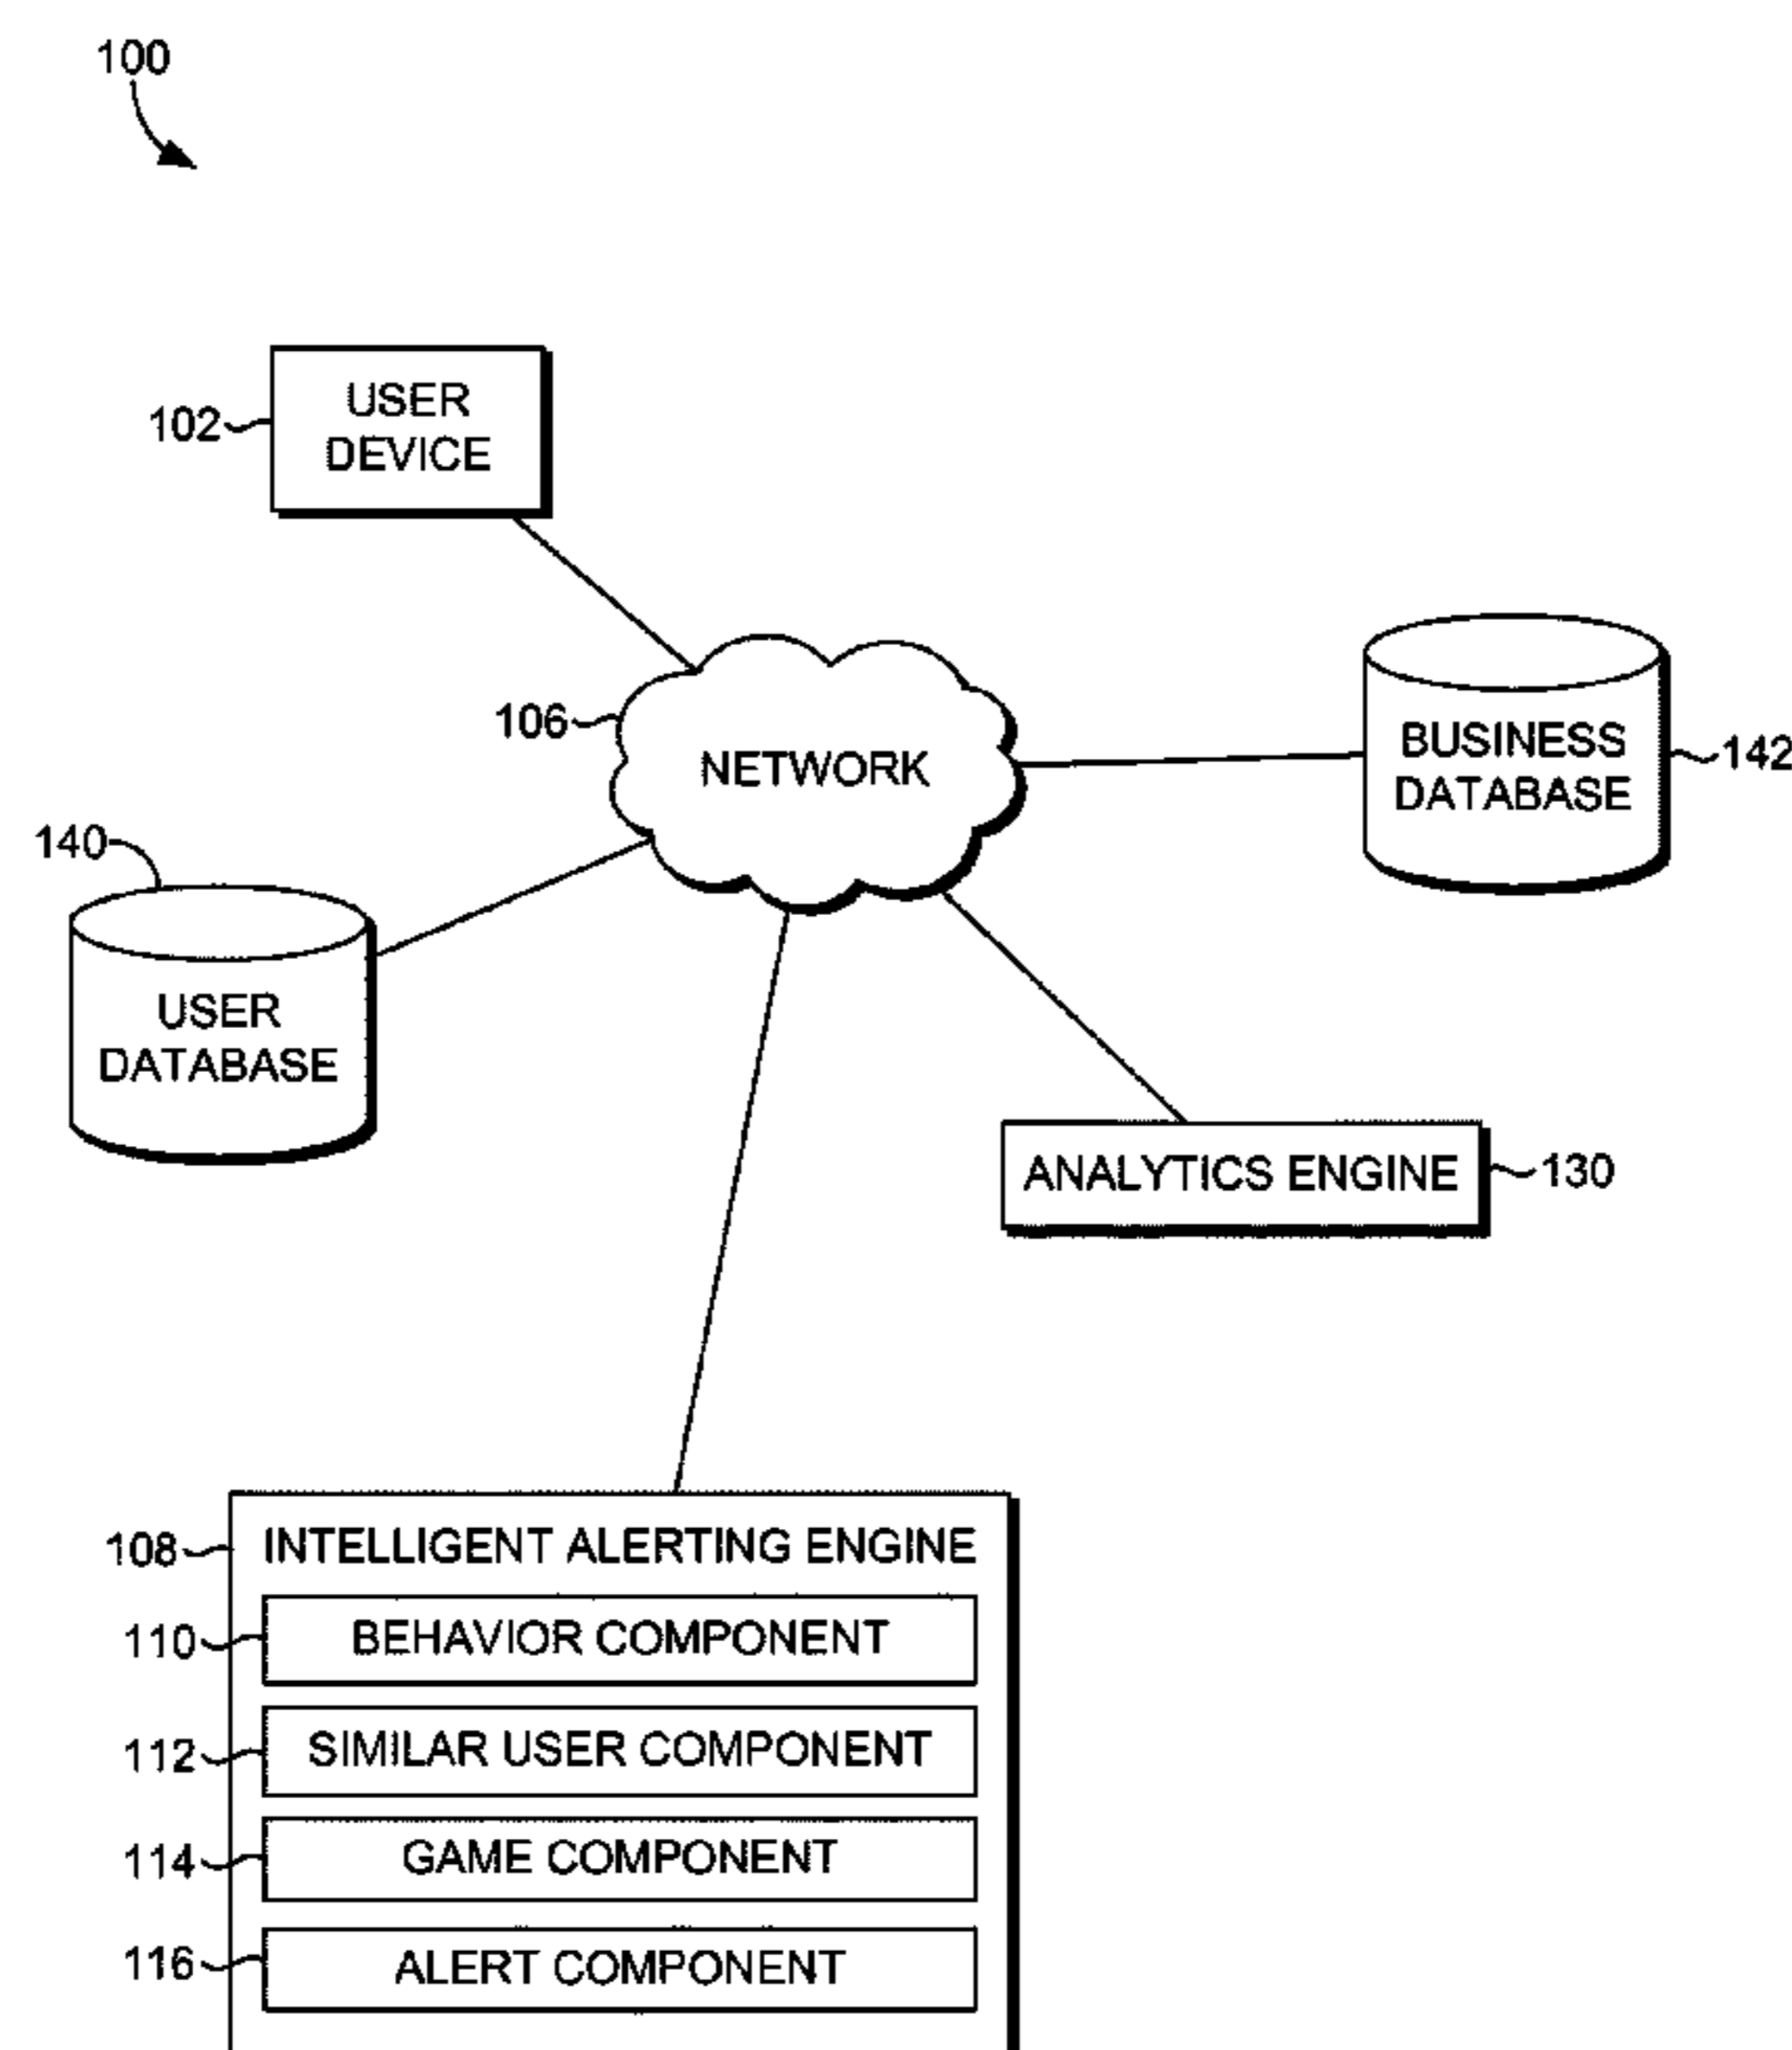 100
102
USER
DEVICE
106
NETWORK
BUSINESS
DATABASE
142
140
USER
DATABASE
ANALYTICS ENGINE
130
108
INTELLIGENT ALERTING ENGINE
110
BEHAVIOR COMPONENT
112
SIMILAR USER COMPONENT
114
GAME COMPONENT
116
ALERT COMPONENT